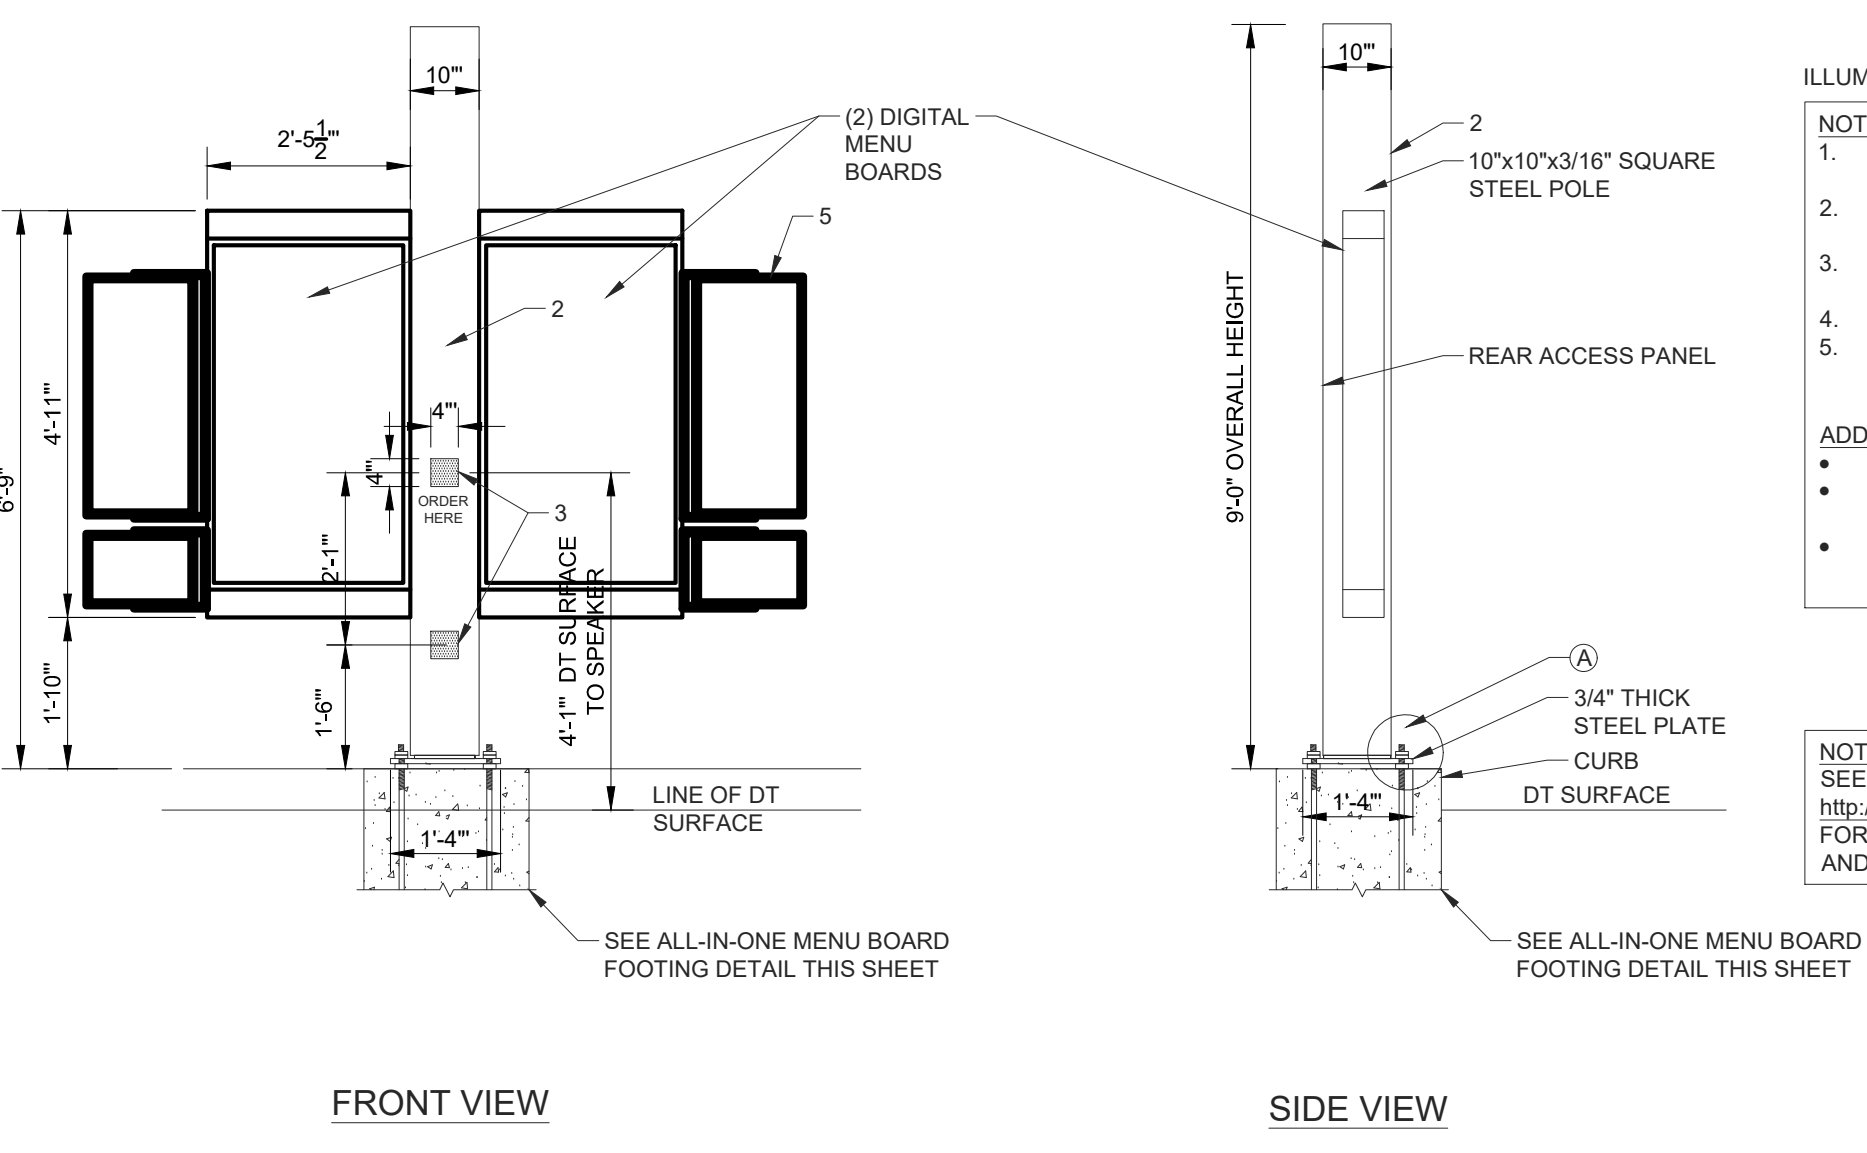 10'"
2'-5 1/2'"
(2) DIGITAL
MENU
BOARDS
5
2
4'"
4'"
ORDER
HERE
3
6'-9"
4'-11'"
1'-10'"
2'-1'"
1'-6'"
4'-1'" DT SURFACE
TO SPEAKER
LINE OF DT
SURFACE
1'-4'"
SEE ALL-IN-ONE MENU BOARD
FOOTING DETAIL THIS SHEET
FRONT VIEW
10'"
2
10"x10"x3/16" SQUARE
STEEL POLE
9'-0" OVERALL HEIGHT
REAR ACCESS PANEL
A
3/4" THICK
STEEL PLATE
CURB
DT SURFACE
1'-4'"
SEE ALL-IN-ONE MENU BOARD
FOOTING DETAIL THIS SHEET
SIDE VIEW
ILLUM
NOT
1.
2.
3.
4.
5.
ADD
•
•
•
NOT
SEE
http:/
FOR
AND